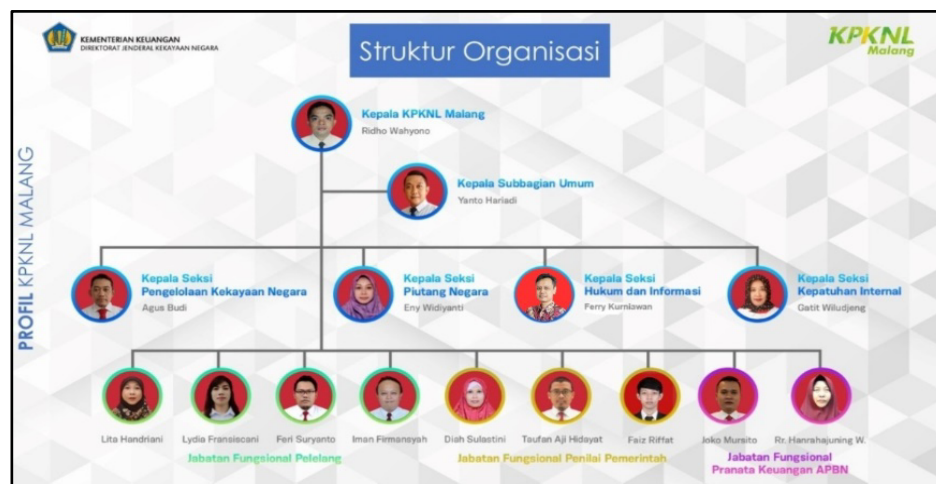 KEMENTERIAN KEUANGAN
DIREKTORAT JENDERAL KEKAYAAN NEGARA
Struktur Organisasi
KPKNL
Malang
PROFIL KPKNL MALANG
Kepala KPKNL Malang
Ridho Wahyono
Kepala Subbagian Umum
Yanto Hariadi
Kepala Seksi
Pengelolaan Kekayaan Negara
Agus Budi
Kepala Seksi
Piutang Negara
Eny Widiyanti
Kepala Seksi
Hukum dan Informasi
Ferry Kurniawan
Kepala Seksi
Kepatuhan Internal
Gatit Wiludjeng
Lita Handriani
Lydia Fransiscani
Feri Suryanto
Iman Firmansyah
Jabatan Fungsional Pelelang
Diah Sulastini
Taufan Aji Hidayat
Faiz Riffat
Jabatan Fungsional Penilai Pemerintah
Joko Mursito
Rr. Hanrahajuning W.
Jabatan Fungsional
Pranata Keuangan APBN